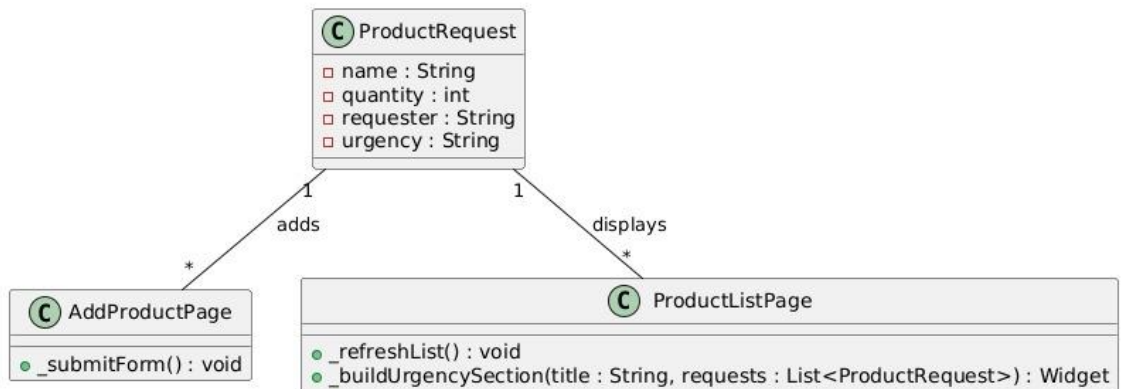 C ProductRequest
name : String
quantity : int
requester : String
urgency : String
1
1
adds
displays
*
*
C AddProductPage
_submitForm() : void
C ProductListPage
_refreshList() : void
_buildUrgencySection(title : String, requests : List<ProductRequest>) : Widget